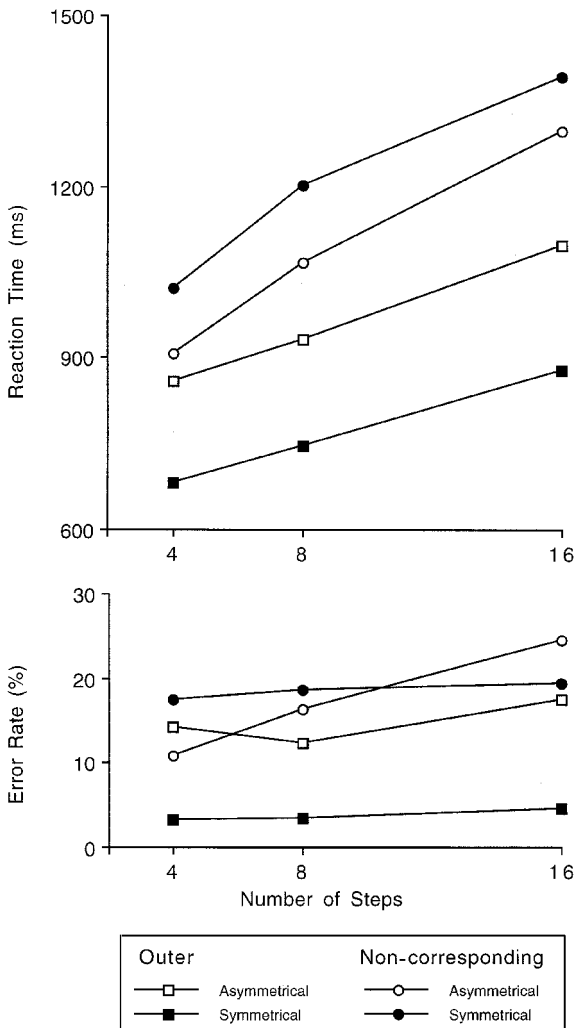 1500
1200
900
600
Reaction Time (ms)
4 8 16
30
20
10
0
Error Rate (%)
4 8 16
Number of Steps
Outer Non-corresponding
Asymmetrical Asymmetrical
Symmetrical Symmetrical